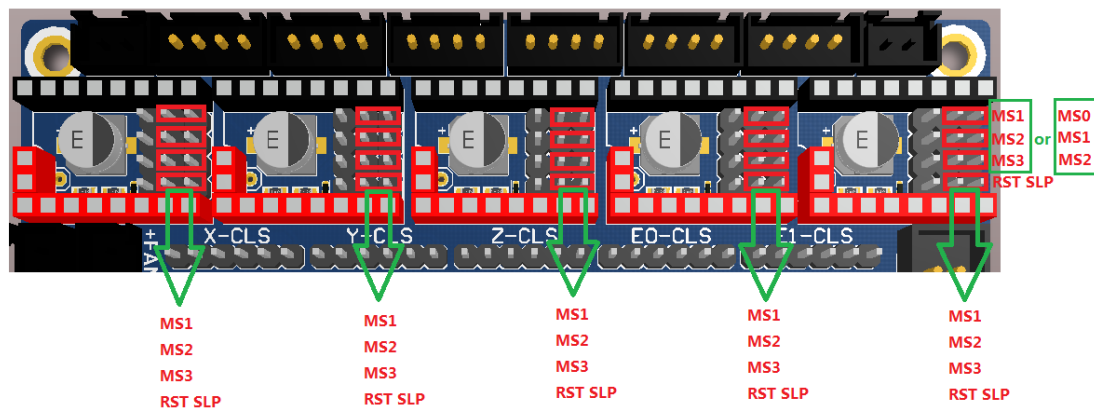 E
E
E
E
E
MS1 or MS0
MS2 MS1
MS3 MS2
RST SLP
+FAN
X-CLS
Y-CLS
Z-CLS
E0-CLS
E1-CLS
MS1
MS2
MS3
RST SLP
MS1
MS2
MS3
RST SLP
MS1
MS2
MS3
RST SLP
MS1
MS2
MS3
RST SLP
MS1
MS2
MS3
RST SLP